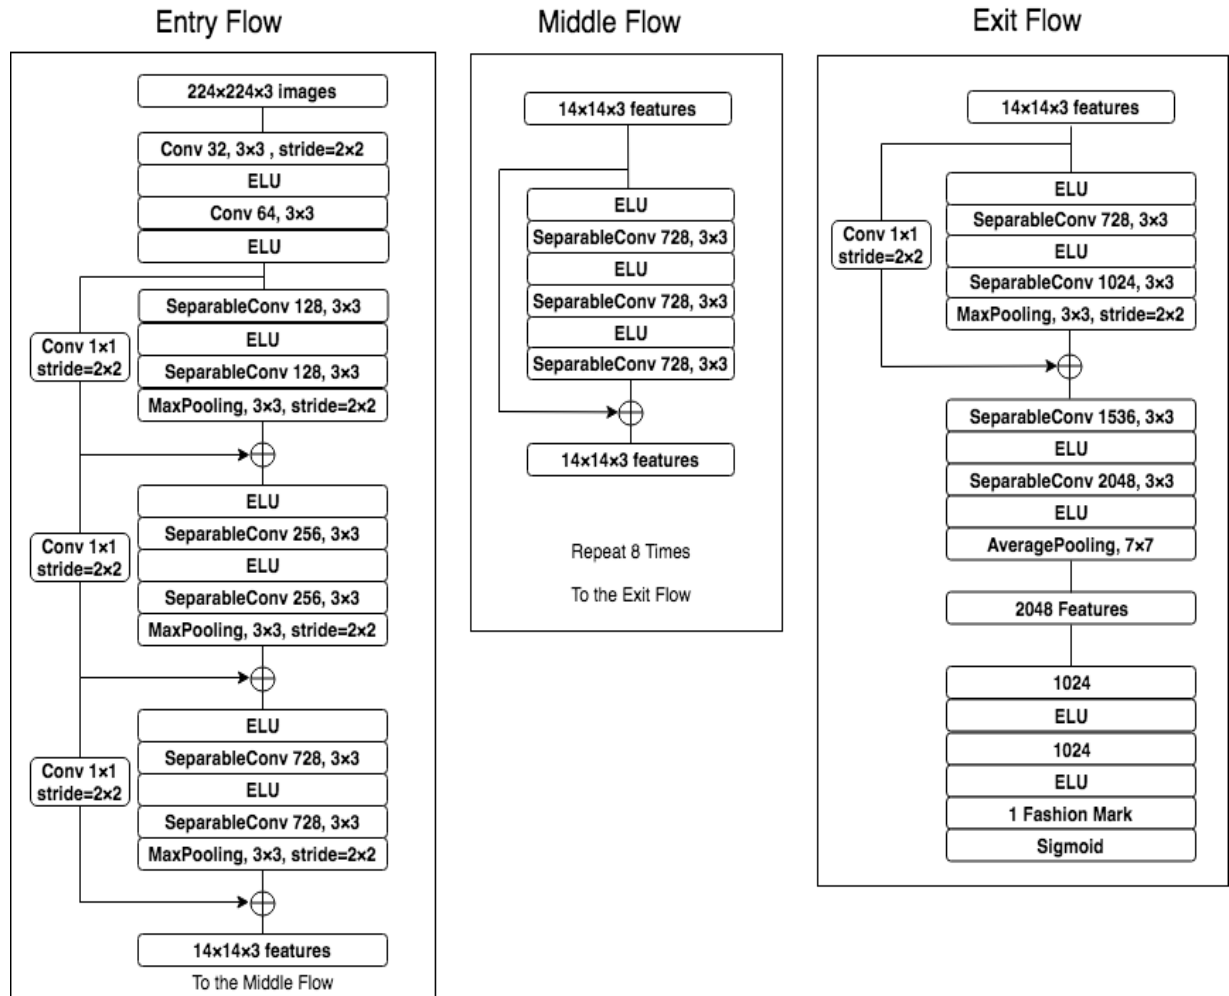 Entry Flow
224×224×3 images
Conv 32, 3×3 , stride=2×2
ELU
Conv 64, 3×3
ELU
SeparableConv 128, 3×3
Conv 1×1
stride=2×2
ELU
SeparableConv 128, 3×3
MaxPooling, 3×3, stride=2×2
ELU
SeparableConv 256, 3×3
Conv 1×1
stride=2×2
ELU
SeparableConv 256, 3×3
MaxPooling, 3×3, stride=2×2
ELU
SeparableConv 728, 3×3
Conv 1×1
stride=2×2
ELU
SeparableConv 728, 3×3
MaxPooling, 3×3, stride=2×2
14×14×3 features
To the Middle Flow
Middle Flow
14×14×3 features
ELU
SeparableConv 728, 3×3
ELU
SeparableConv 728, 3×3
ELU
SeparableConv 728, 3×3
14×14×3 features
Repeat 8 Times
To the Exit Flow
Exit Flow
14×14×3 features
ELU
SeparableConv 728, 3×3
Conv 1×1
stride=2×2
ELU
SeparableConv 1024, 3×3
MaxPooling, 3×3, stride=2×2
SeparableConv 1536, 3×3
ELU
SeparableConv 2048, 3×3
ELU
AveragePooling, 7×7
2048 Features
1024
ELU
1024
ELU
1 Fashion Mark
Sigmoid